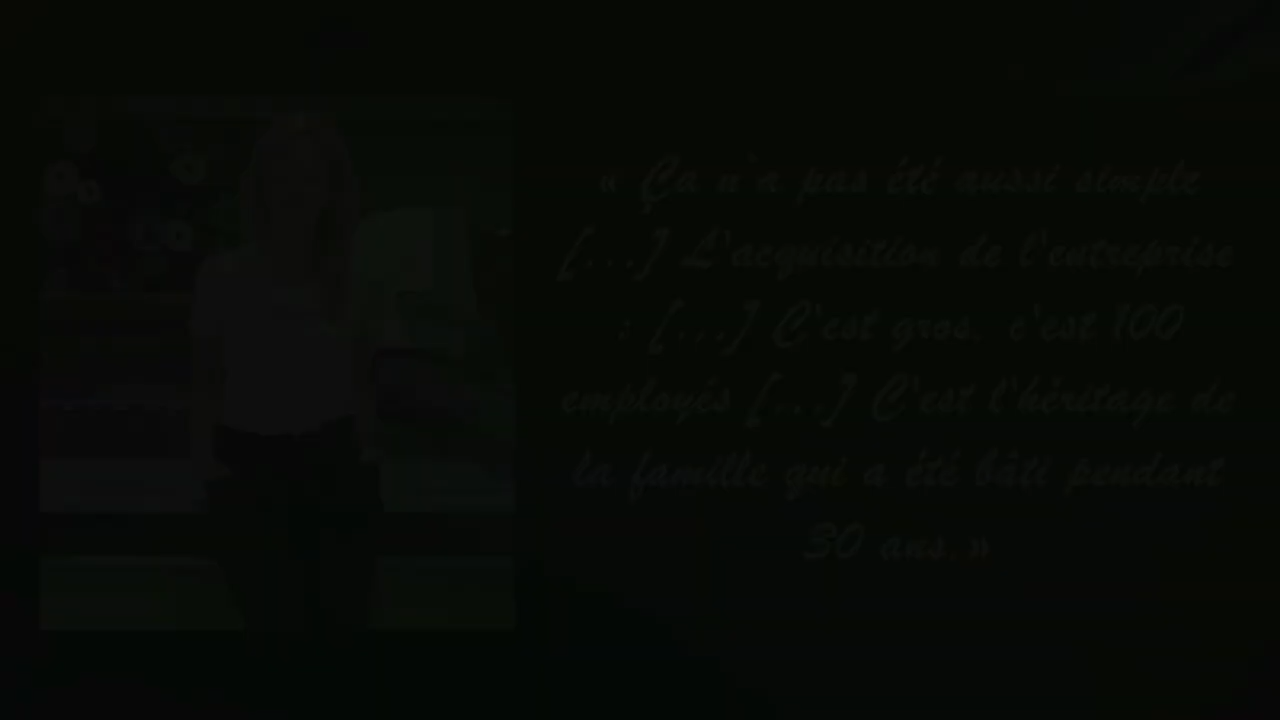 « Ça n'a pas été aussi simple
[...] L'acquisition de l'entreprise
: [...] C'est gros, c'est 100
employés [...] C'est l'héritage de
ta famille qui a été bâti pendant
30 ans. »